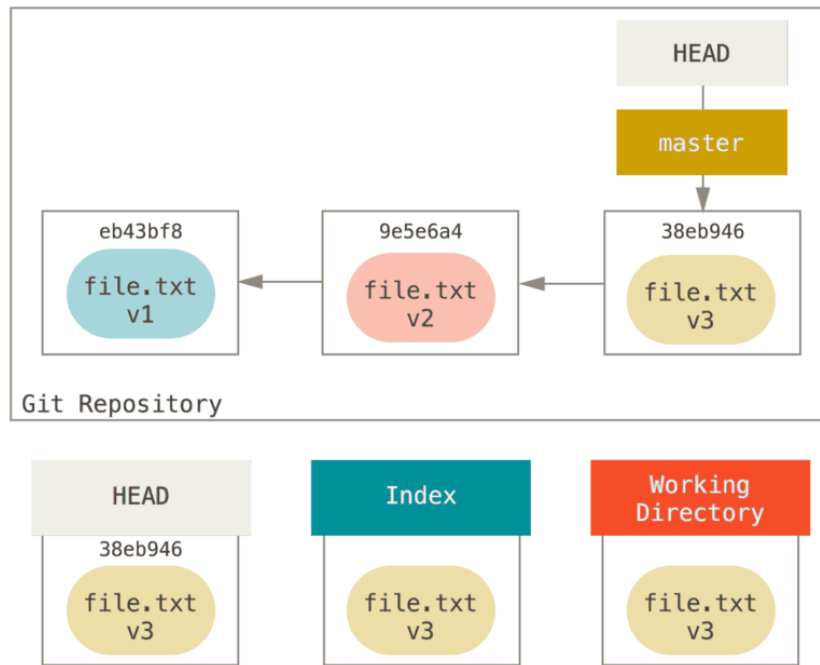 HEAD
master
eb43bf8
file.txt
v1
9e5e6a4
file.txt
v2
38eb946
file.txt
v3
Git Repository
HEAD
38eb946
file.txt
v3
Index
file.txt
v3
Working
Directory
file.txt
v3